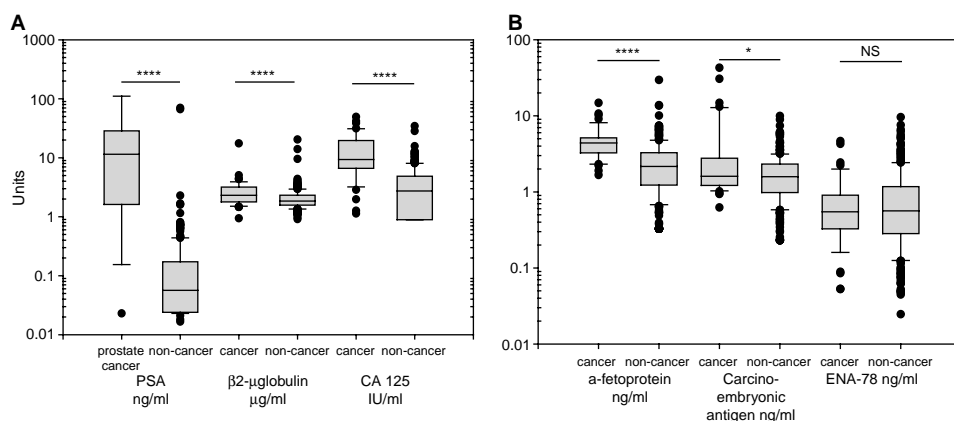 A
1000
100
10
1
0.1
0.01
Units
****
****
****
prostate cancer
non-cancer
cancer
non-cancer
cancer
non-cancer
PSA
ng/ml
β2-μglobulin
μg/ml
CA 125
IU/ml
B
100
10
1
0.1
0.01
****
*
NS
cancer
non-cancer
cancer
non-cancer
cancer
non-cancer
a-fetoprotein
ng/ml
Carcino-
embryonic
antigen ng/ml
ENA-78 ng/ml